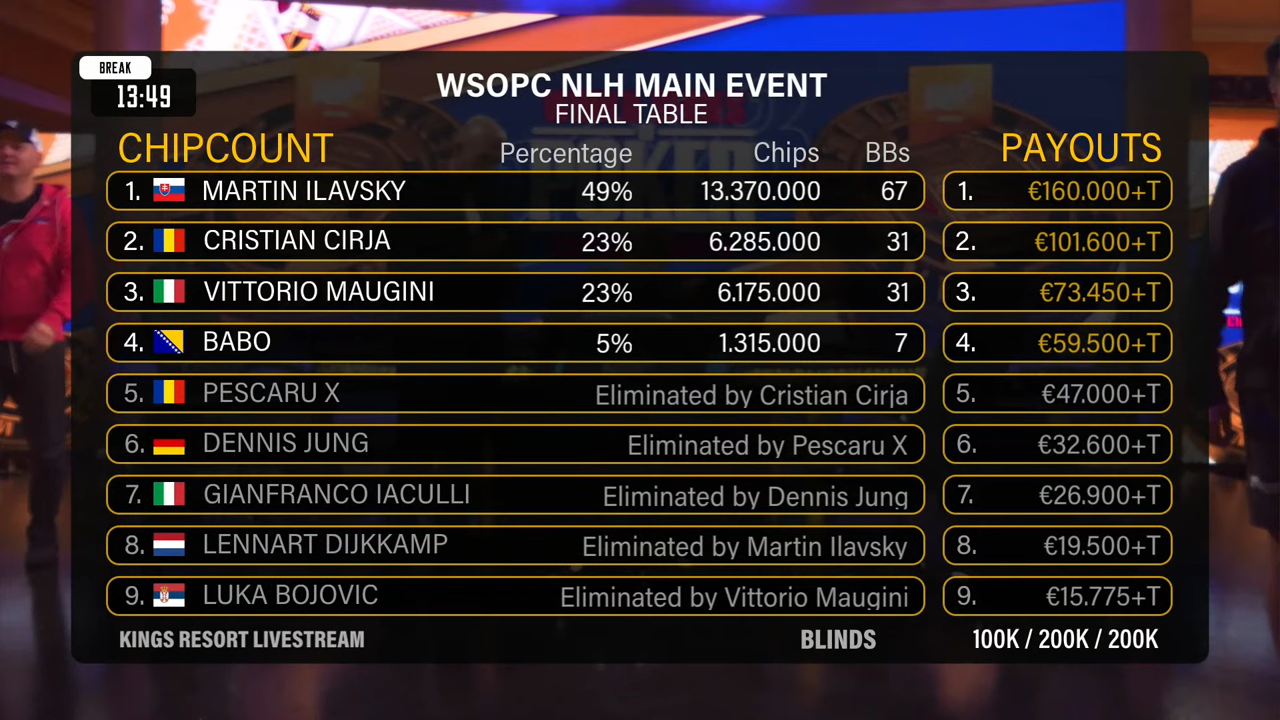 BREAK
13:49
WSOPC NLH MAIN EVENT
FINAL TABLE
CHIPCOUNT Percentage Chips BBs PAYOUTS
1. MARTIN ILAVSKY 49% 13.370.000 67 1. €160.000+T
2. CRISTIAN CIRJA 23% 6.285.000 31 2. €101.600+T
3. VITTORIO MAUGINI 23% 6.175.000 31 3. €73.450+T
4. BABO 5% 1.315.000 7 4. €59.500+T
5. PESCARU X Eliminated by Cristian Cirja 5. €47.000+T
6. DENNIS JUNG Eliminated by Pescaru X 6. €32.600+T
7. GIANFRANCO IACULLI Eliminated by Dennis Jung 7. €26.900+T
8. LENNART DIJKKAMP Eliminated by Martin Ilavsky 8. €19.500+T
9. LUKA BOJOVIC Eliminated by Vittorio Maugini 9. €15.775+T
KINGS RESORT LIVESTREAM BLINDS 100K / 200K / 200K